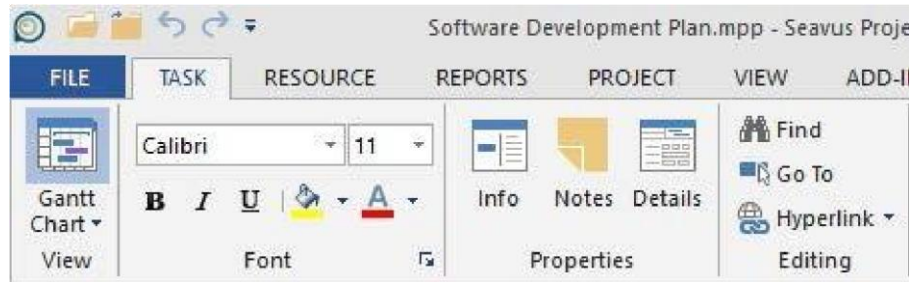 Software Development Plan.mpp - Seavus Proje
FILE TASK RESOURCE REPORTS PROJECT VIEW ADD-I
Calibri 11
B I U A
Gantt Chart
Info Notes Details
Find
Go To
Hyperlink
View Font Properties Editing